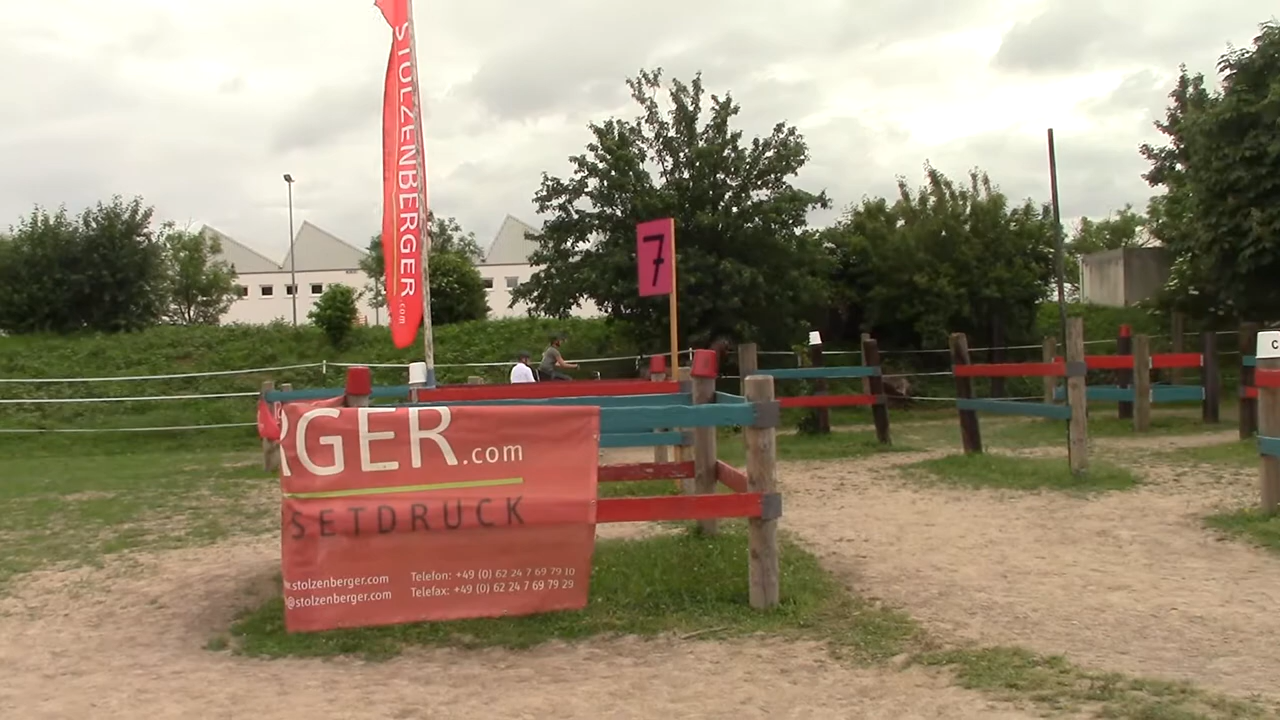 STOLZENBERGER.com
7
C
RGER.com
SETDRUCK
.stolzenberger.com
@stolzenberger.com
Telefon: +49 (0) 62 24 7 69 79 10
Telefax: +49 (0) 62 24 7 69 79 29